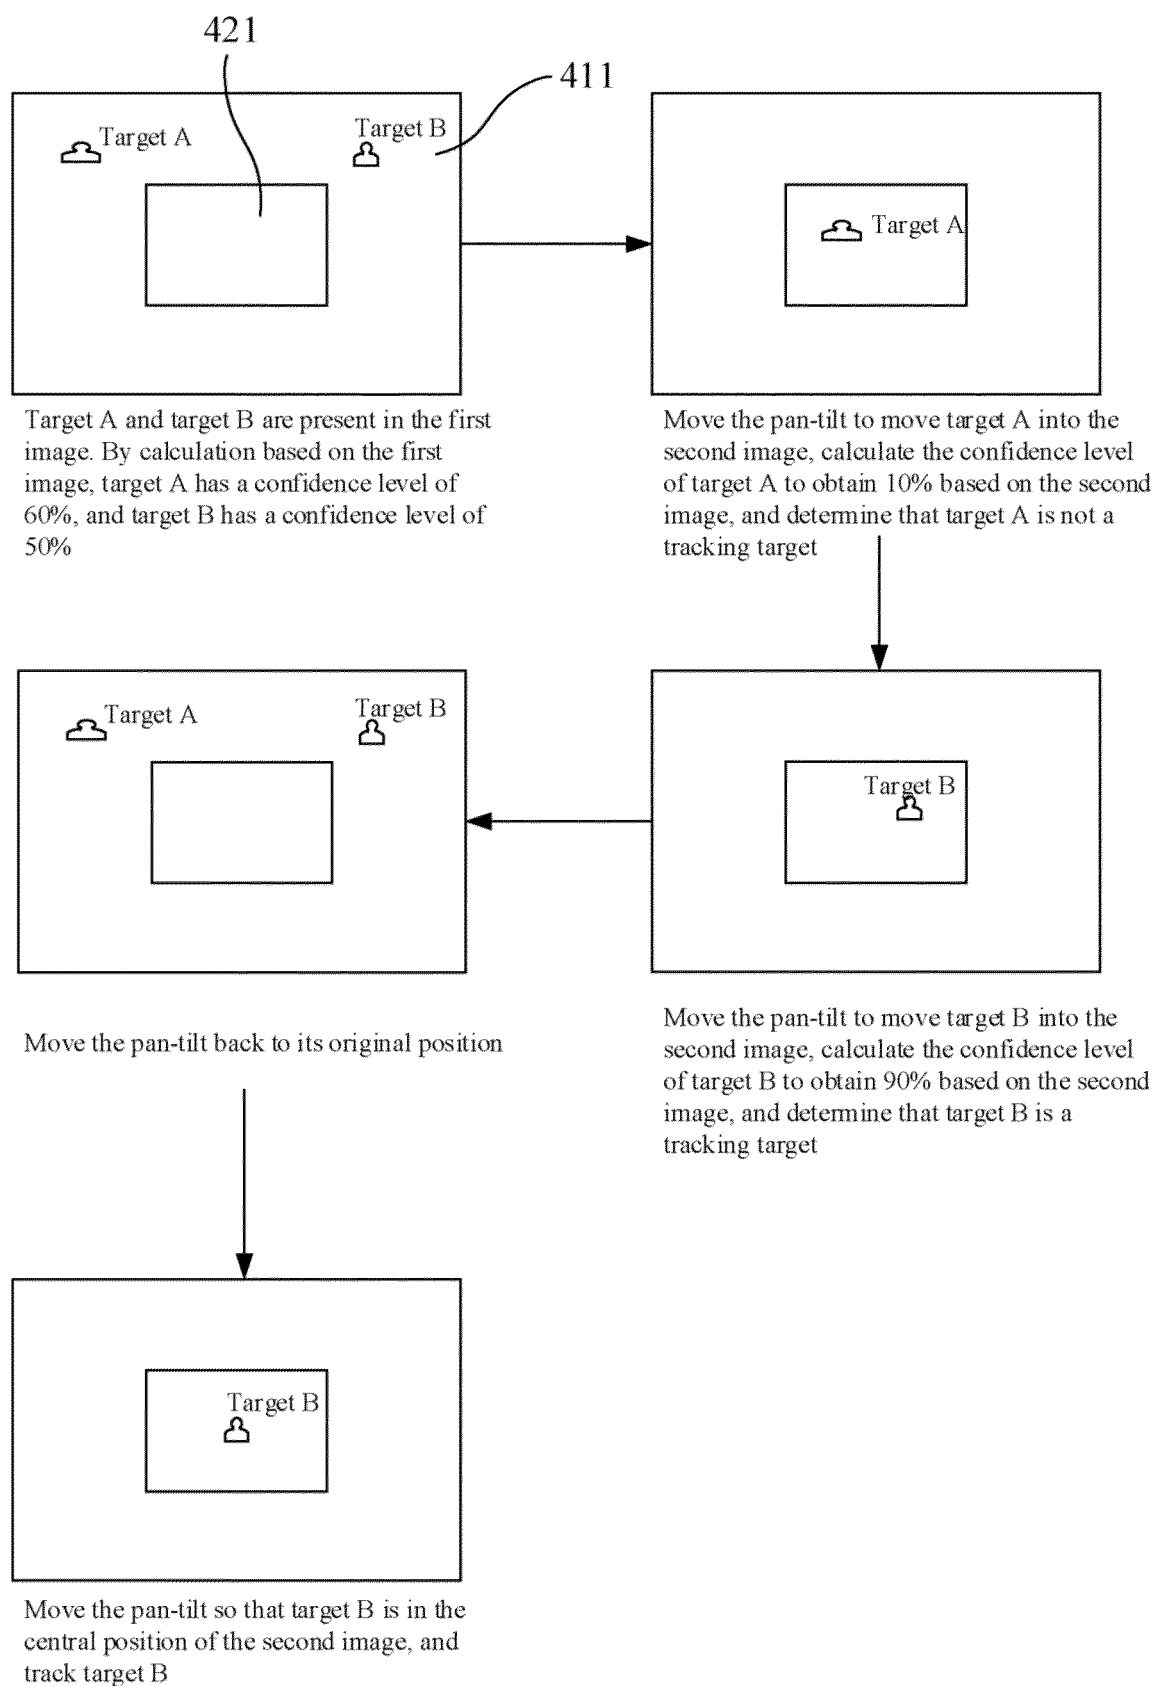 421
411
Target A
Target B
Target A
Target A and target B are present in the first
image. By calculation based on the first
image, target A has a confidence level of
60%, and target B has a confidence level of
50%
Move the pan-tilt to move target A into the
second image, calculate the confidence level
of target A to obtain 10% based on the second
image, and determine that target A is not a
tracking target
Target A
Target B
Target B
Move the pan-tilt back to its original position
Move the pan-tilt to move target B into the
second image, calculate the confidence level
of target B to obtain 90% based on the second
image, and determine that target B is a
tracking target
Target B
Move the pan-tilt so that target B is in the
central position of the second image, and
track target B